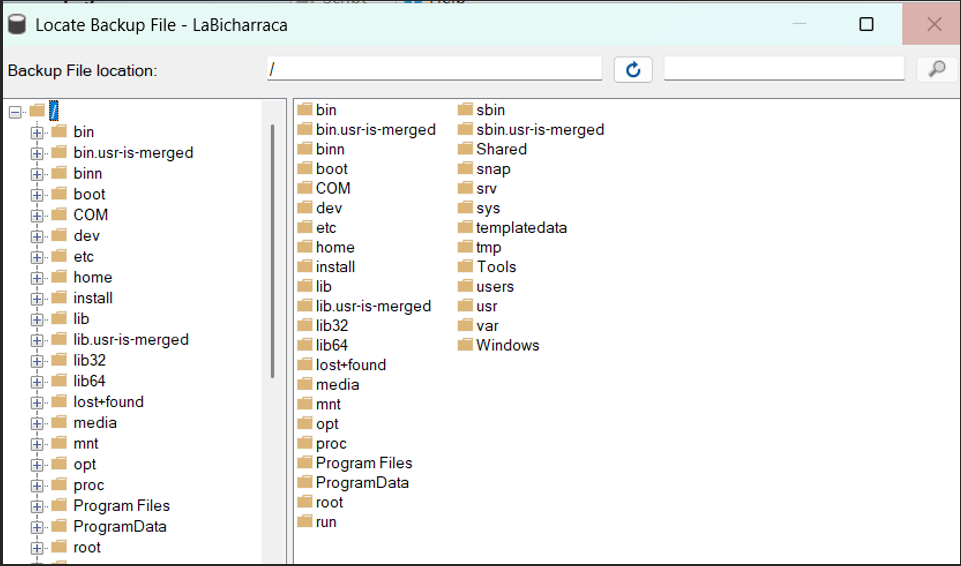 Locate Backup File - LaBicharraca
Backup File location:
/
/
bin
bin.usr-is-merged
binn
boot
COM
dev
etc
home
install
lib
lib.usr-is-merged
lib32
lib64
lost+found
media
mnt
opt
proc
Program Files
ProgramData
root
bin
bin.usr-is-merged
binn
boot
COM
dev
etc
home
install
lib
lib.usr-is-merged
lib32
lib64
lost+found
media
mnt
opt
proc
Program Files
ProgramData
root
run
sbin
sbin.usr-is-merged
Shared
snap
srv
sys
templatedata
tmp
Tools
users
usr
var
Windows